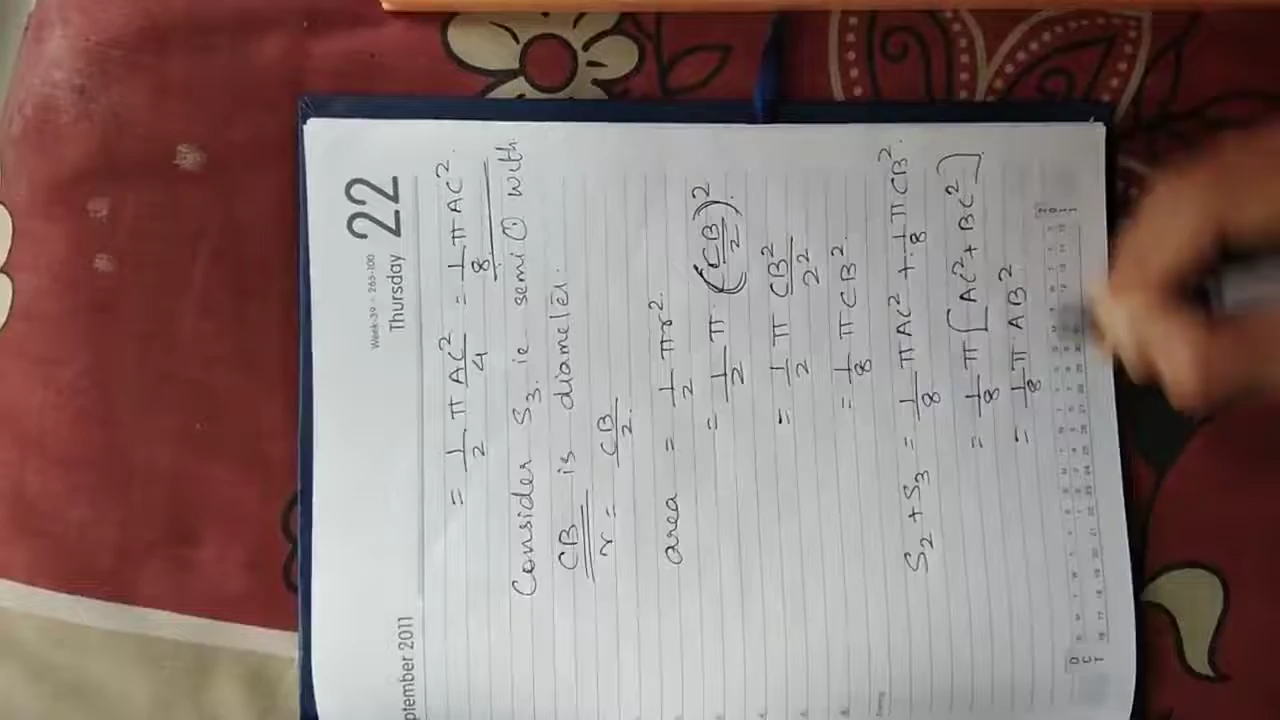 Week-39 • 265-100
September 2011 Thursday 22
= 1/2 π AC²/4 = 1/8 π AC².
Consider S₃. ie semi ⊙ with
CB is diameter.
r = CB/2.
area = 1/2 πr².
= 1/2 π (CB/2)².
= 1/2 π CB²/2²
= 1/8 π CB².
S₂ + S₃ = 1/8 π AC² + 1/8 π CB².
= 1/8 π [AC² + BC²].
= 1/8 π AB²
OCT